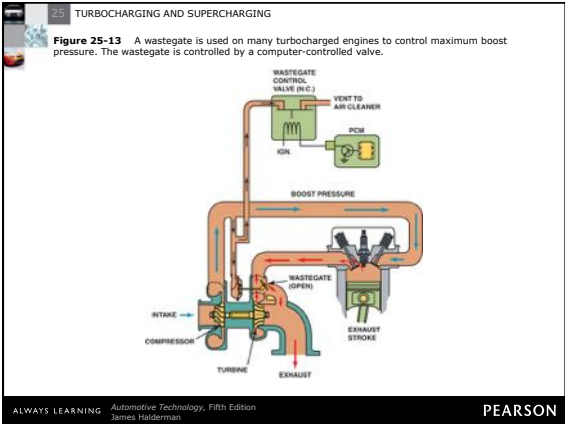 25 TURBOCHARGING AND SUPERCHARGING
Figure 25-13 A wastegate is used on many turbocharged engines to control maximum boost
pressure. The wastegate is controlled by a computer-controlled valve.
WASTEGATE
CONTROL
VALVE (N.C.)
VENT TO
AIR CLEANER
PCM
IGN.
BOOST PRESSURE
WASTEGATE
(OPEN)
INTAKE
COMPRESSOR
EXHAUST
STROKE
TURBINE
EXHAUST
ALWAYS LEARNING
Automotive Technology, Fifth Edition
James Halderman
PEARSON